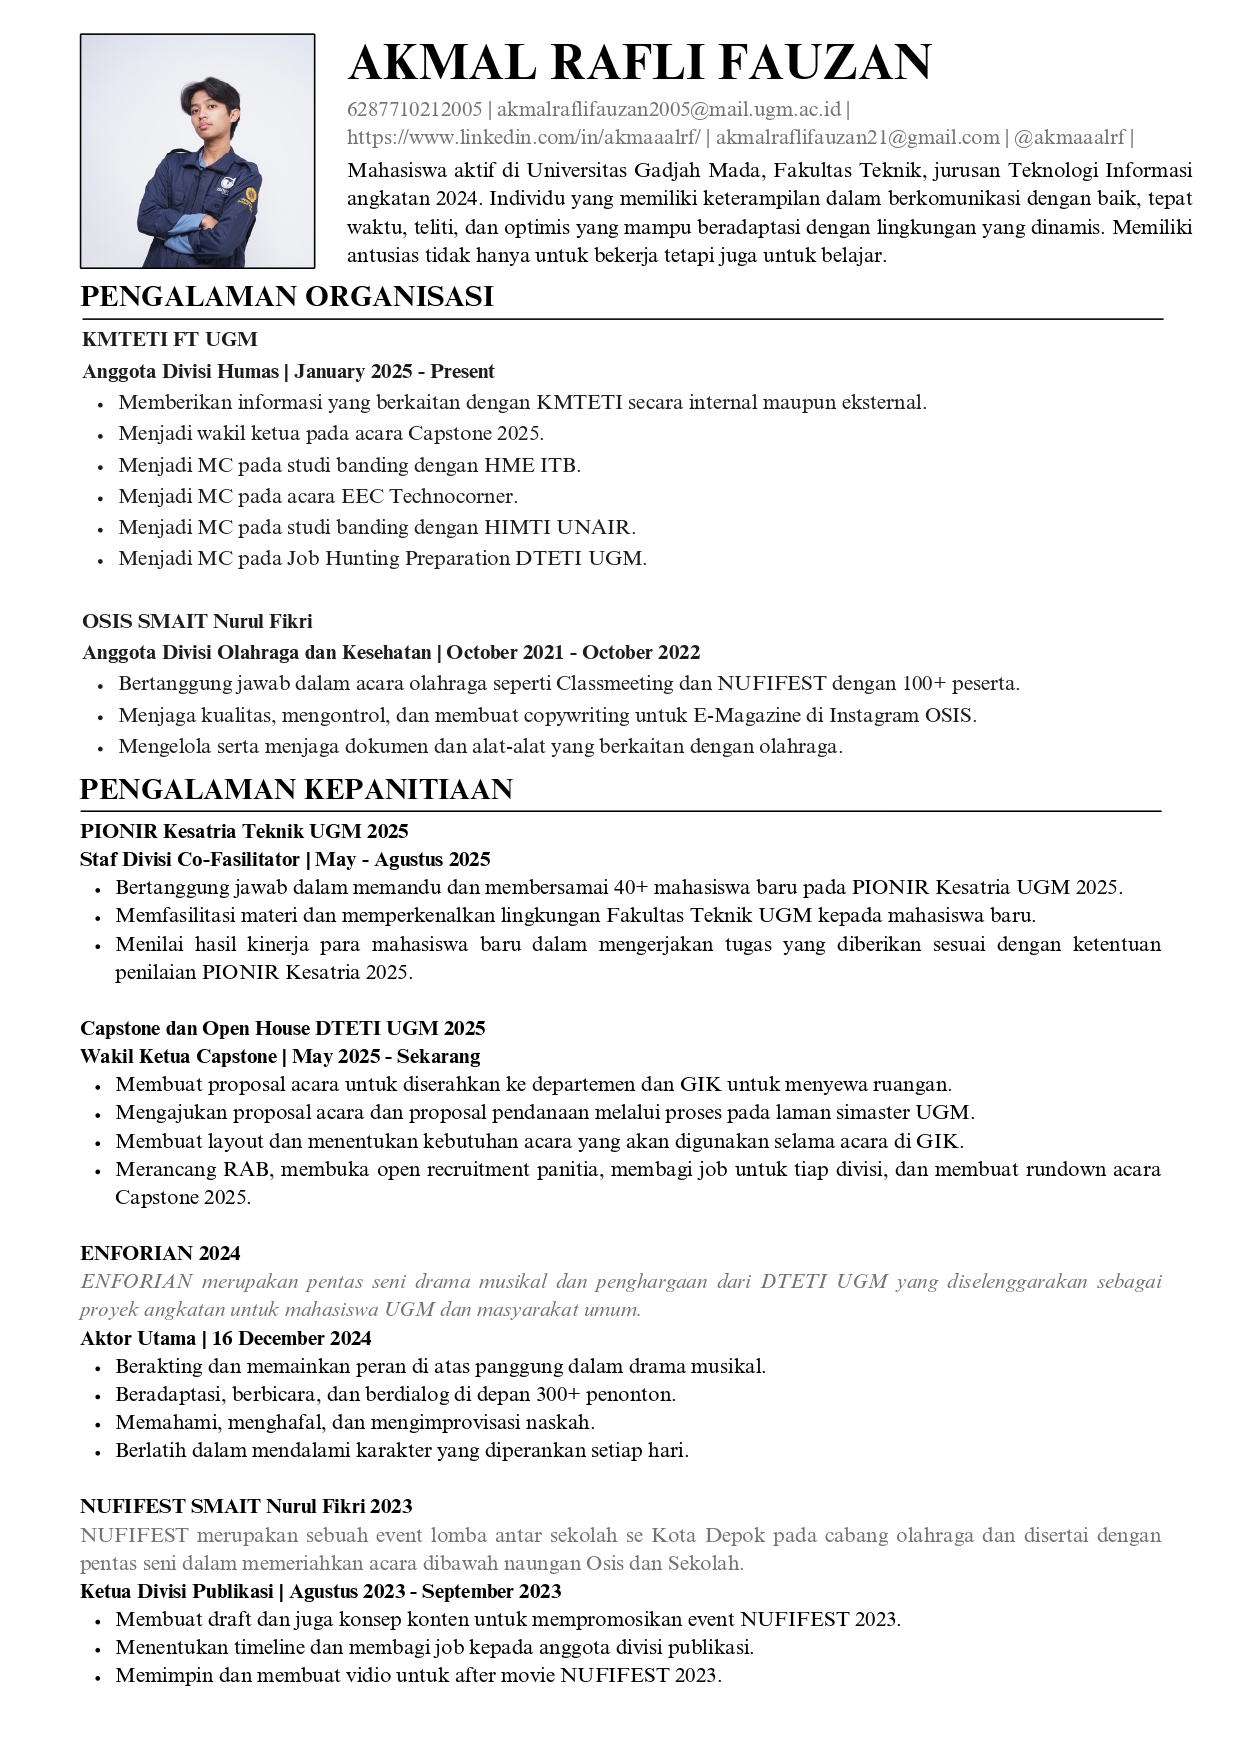 AKMAL RAFLI FAUZAN
6287710212005 | akmalraflifauzan2005@mail.ugm.ac.id |
https://www.linkedin.com/in/akmaaalrf/ | akmalraflifauzan21@gmail.com | @akmaaalrf |
Mahasiswa aktif di Universitas Gadjah Mada, Fakultas Teknik, jurusan Teknologi Informasi
angkatan 2024. Individu yang memiliki keterampilan dalam berkomunikasi dengan baik, tepat
waktu, teliti, dan optimis yang mampu beradaptasi dengan lingkungan yang dinamis. Memiliki
antusias tidak hanya untuk bekerja tetapi juga untuk belajar.
PENGALAMAN ORGANISASI
KMTETI FT UGM
Anggota Divisi Humas | January 2025 - Present
• Memberikan informasi yang berkaitan dengan KMTETI secara internal maupun eksternal.
• Menjadi wakil ketua pada acara Capstone 2025.
• Menjadi MC pada studi banding dengan HME ITB.
• Menjadi MC pada acara EEC Technocorner.
• Menjadi MC pada studi banding dengan HIMTI UNAIR.
• Menjadi MC pada Job Hunting Preparation DTETI UGM.
OSIS SMAIT Nurul Fikri
Anggota Divisi Olahraga dan Kesehatan | October 2021 - October 2022
• Bertanggung jawab dalam acara olahraga seperti Classmeeting dan NUFIFEST dengan 100+ peserta.
• Menjaga kualitas, mengontrol, dan membuat copywriting untuk E-Magazine di Instagram OSIS.
• Mengelola serta menjaga dokumen dan alat-alat yang berkaitan dengan olahraga.
PENGALAMAN KEPANITIAAN
PIONIR Kesatria Teknik UGM 2025
Staf Divisi Co-Fasilitator | May - Agustus 2025
• Bertanggung jawab dalam memandu dan membersamai 40+ mahasiswa baru pada PIONIR Kesatria UGM 2025.
• Memfasilitasi materi dan memperkenalkan lingkungan Fakultas Teknik UGM kepada mahasiswa baru.
• Menilai hasil kinerja para mahasiswa baru dalam mengerjakan tugas yang diberikan sesuai dengan ketentuan
penilaian PIONIR Kesatria 2025.
Capstone dan Open House DTETI UGM 2025
Wakil Ketua Capstone | May 2025 - Sekarang
• Membuat proposal acara untuk diserahkan ke departemen dan GIK untuk menyewa ruangan.
• Mengajukan proposal acara dan proposal pendanaan melalui proses pada laman simaster UGM.
• Membuat layout dan menentukan kebutuhan acara yang akan digunakan selama acara di GIK.
• Merancang RAB, membuka open recruitment panitia, membagi job untuk tiap divisi, dan membuat rundown acara
Capstone 2025.
ENFORIAN 2024
ENFORIAN merupakan pentas seni drama musikal dan penghargaan dari DTETI UGM yang diselenggarakan sebagai
proyek angkatan untuk mahasiswa UGM dan masyarakat umum.
Aktor Utama | 16 December 2024
• Berakting dan memainkan peran di atas panggung dalam drama musikal.
• Beradaptasi, berbicara, dan berdialog di depan 300+ penonton.
• Memahami, menghafal, dan mengimprovisasi naskah.
• Berlatih dalam mendalami karakter yang diperankan setiap hari.
NUFIFEST SMAIT Nurul Fikri 2023
NUFIFEST merupakan sebuah event lomba antar sekolah se Kota Depok pada cabang olahraga dan disertai dengan
pentas seni dalam memeriahkan acara dibawah naungan Osis dan Sekolah.
Ketua Divisi Publikasi | Agustus 2023 - September 2023
• Membuat draft dan juga konsep konten untuk mempromosikan event NUFIFEST 2023.
• Menentukan timeline dan membagi job kepada anggota divisi publikasi.
• Memimpin dan membuat vidio untuk after movie NUFIFEST 2023.